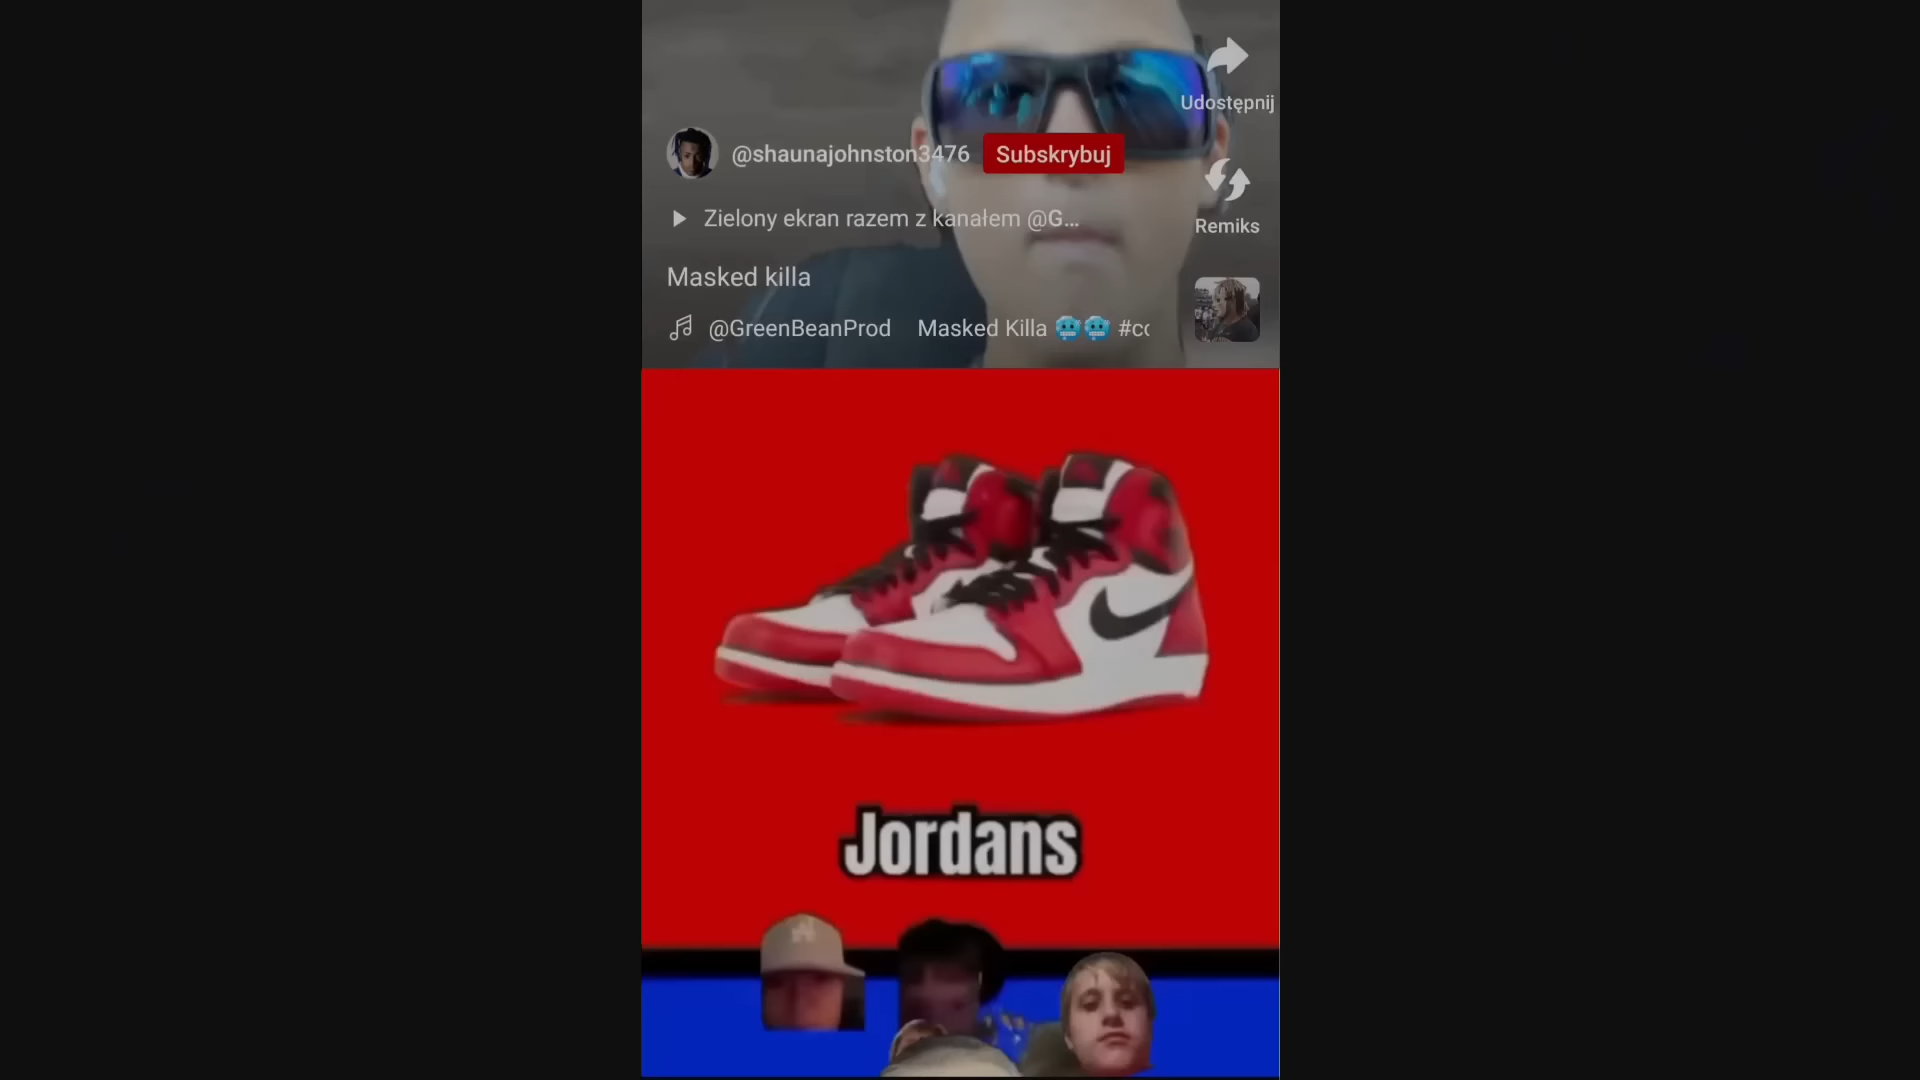 Udostępnij
@shaunajohnston3476 Subskrybuj
Zielony ekran razem z kanałem @G...
Remiks
Masked killa
@GreenBeanProd Masked Killa 🥶🥶 #cc
Jordans